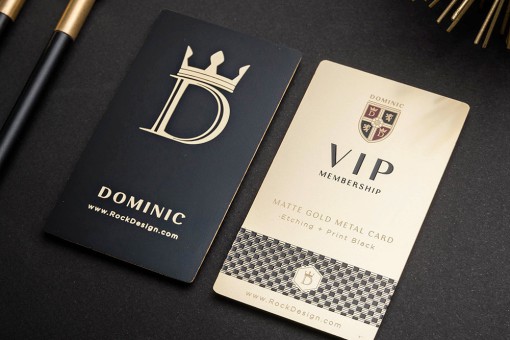 D
DOMINIC
www.RockDesign.com
DOMINIC
VIP
MEMBERSHIP
MATTE GOLD METAL CARD
Etching + Print Black
D
www.RockDesign.com